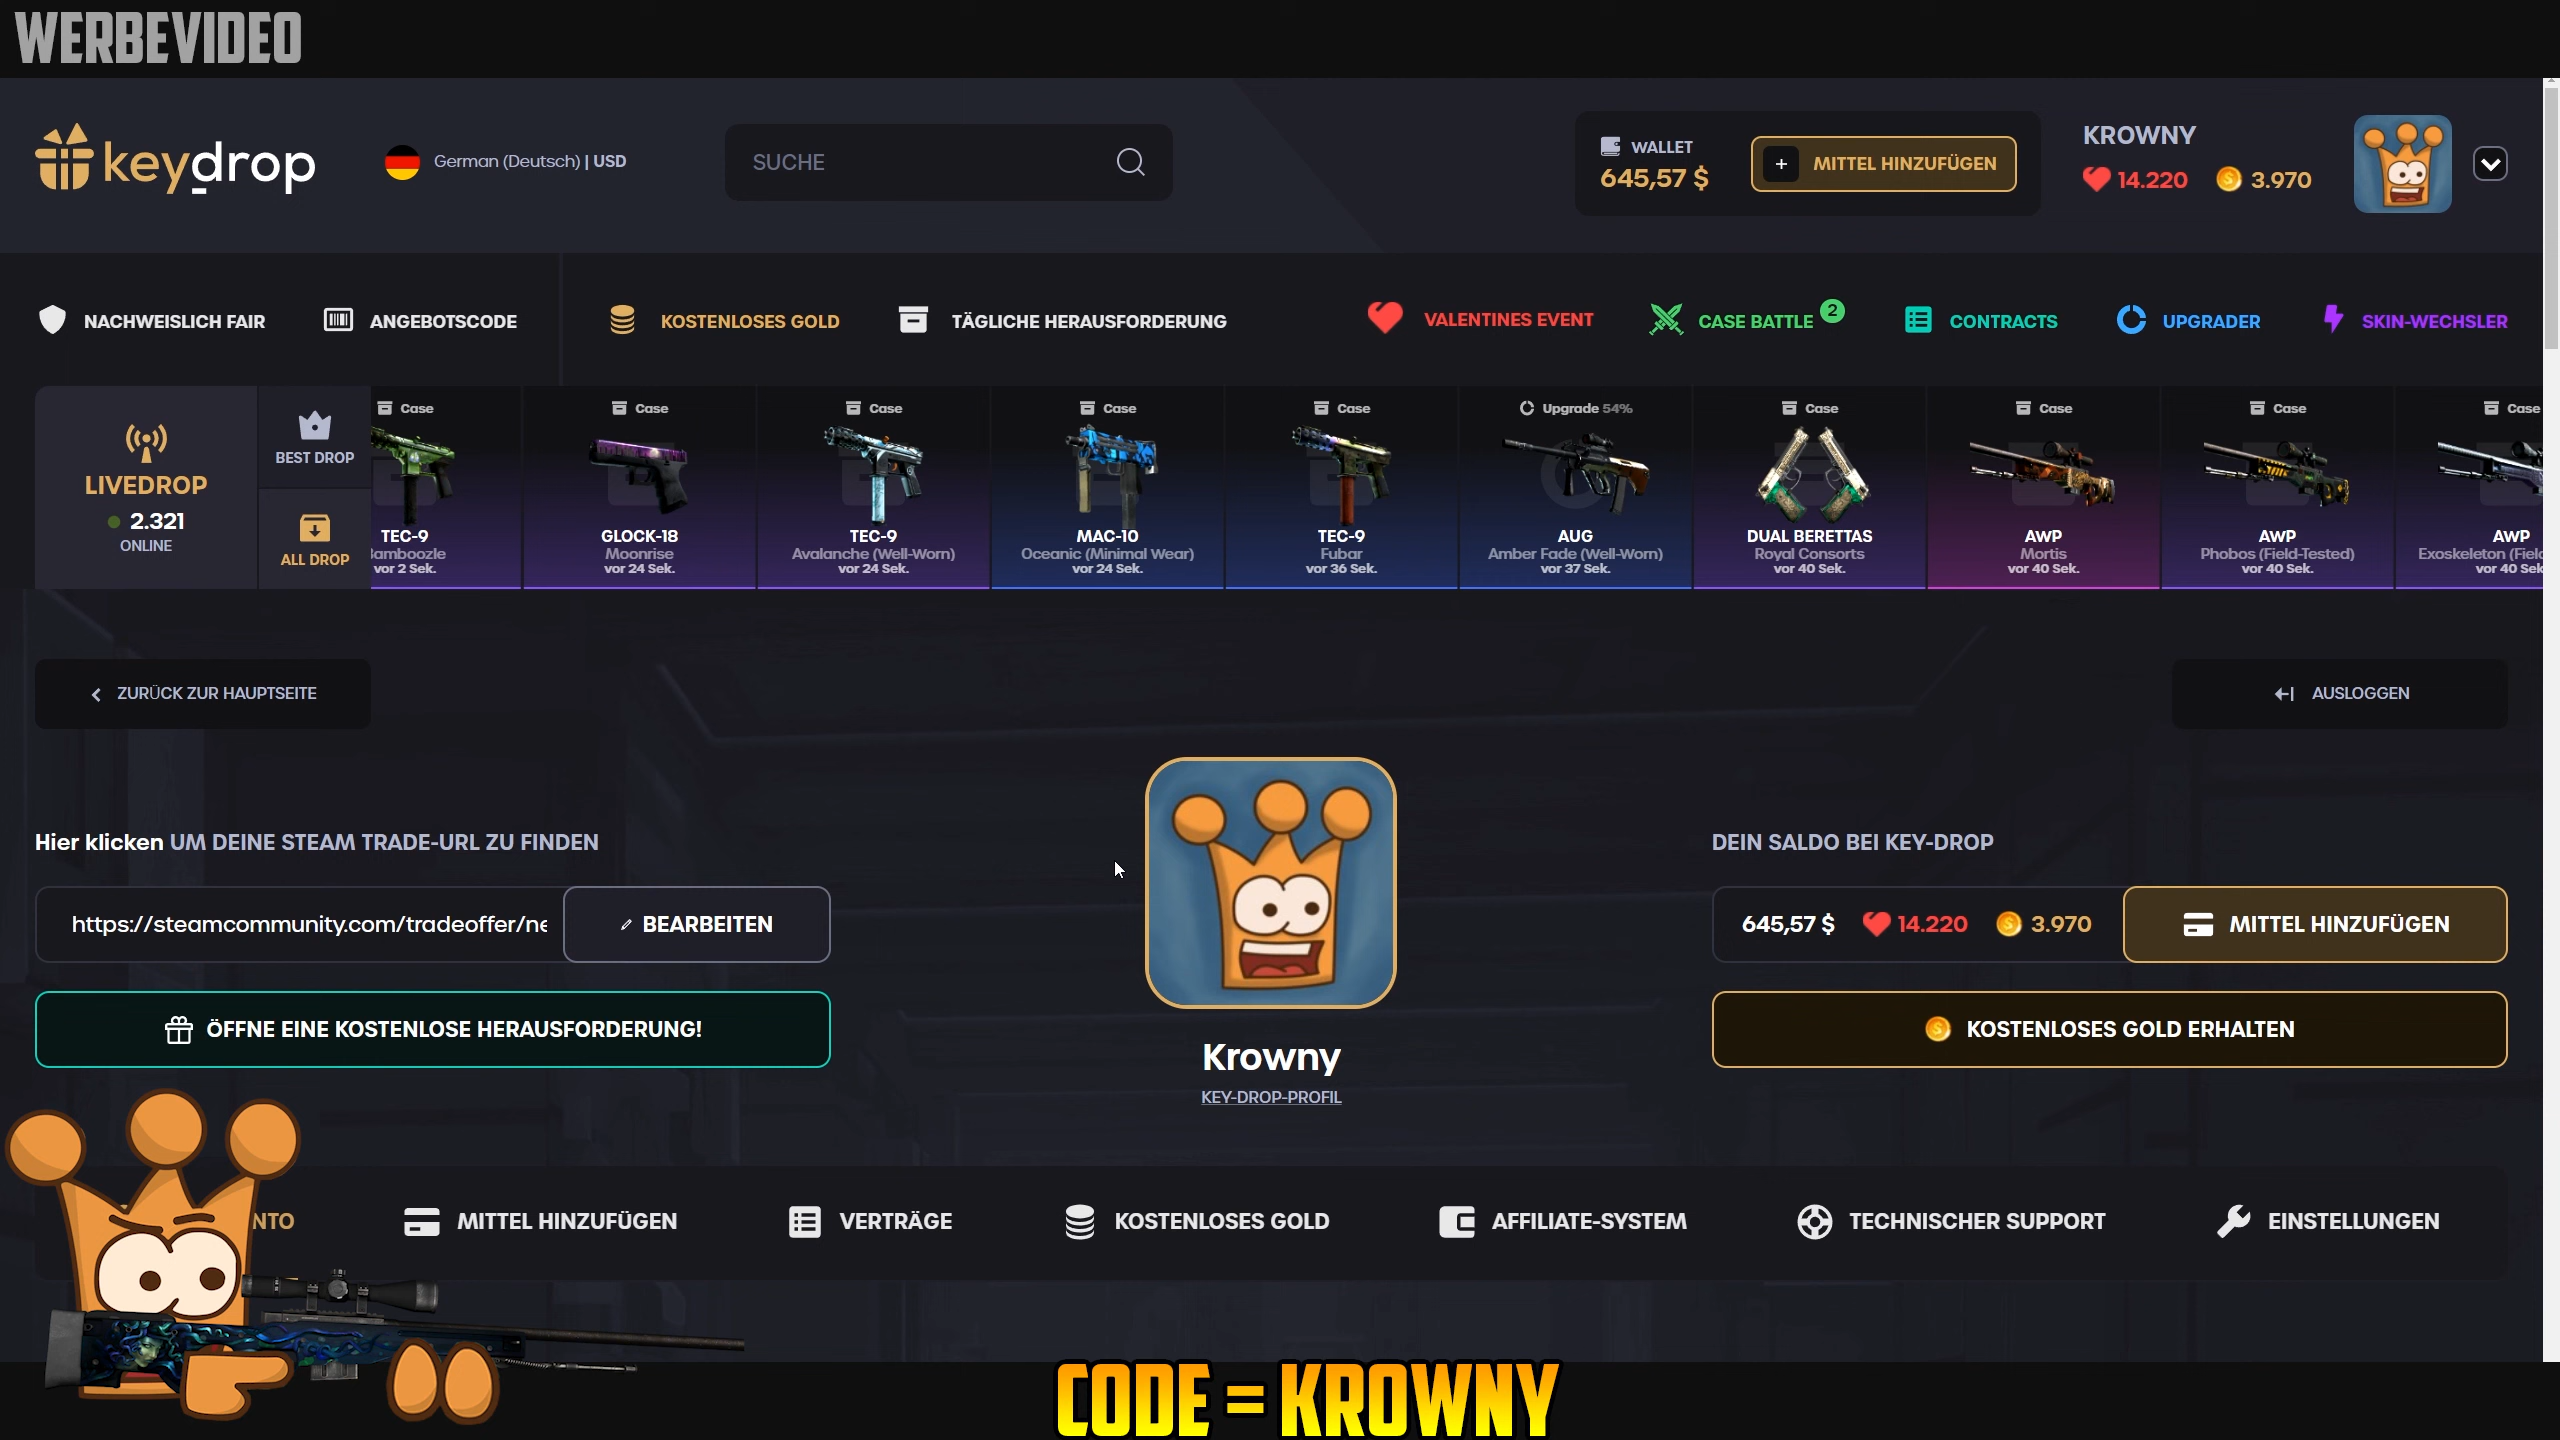 WERBEVIDEO
keydrop
German (Deutsch) | USD
SUCHE
WALLET
645,57 $
+ MITTEL HINZUFÜGEN
KROWNY
14.220
3.970
NACHWEISLICH FAIR
ANGEBOTSCODE
KOSTENLOSES GOLD
TÄGLICHE HERAUSFORDERUNG
VALENTINES EVENT
CASE BATTLE 2
CONTRACTS
UPGRADER
SKIN-WECHSLER
LIVEDROP
2.321
ONLINE
BEST DROP
ALL DROP
Case
TEC-9
Bamboozle
vor 2 Sek.
Case
GLOCK-18
Moonrise
vor 24 Sek.
Case
TEC-9
Avalanche (Well-Worn)
vor 24 Sek.
Case
MAC-10
Oceanic (Minimal Wear)
vor 24 Sek.
Case
TEC-9
Fubar
vor 36 Sek.
Upgrade 54%
AUG
Amber Fade (Well-Worn)
vor 37 Sek.
Case
DUAL BERETTAS
Royal Consorts
vor 40 Sek.
Case
AWP
Mortis
vor 40 Sek.
Case
AWP
Phobos (Field-Tested)
vor 40 Sek.
Case
AWP
Exoskeleton (Field
vor 40 Sek
ZURÜCK ZUR HAUPTSEITE
AUSLOGGEN
Hier klicken UM DEINE STEAM TRADE-URL ZU FINDEN
https://steamcommunity.com/tradeoffer/ne
BEARBEITEN
ÖFFNE EINE KOSTENLOSE HERAUSFORDERUNG!
Krowny
KEY-DROP-PROFIL
DEIN SALDO BEI KEY-DROP
645,57 $ 14.220 3.970
MITTEL HINZUFÜGEN
KOSTENLOSES GOLD ERHALTEN
NTO
MITTEL HINZUFÜGEN
VERTRÄGE
KOSTENLOSES GOLD
AFFILIATE-SYSTEM
TECHNISCHER SUPPORT
EINSTELLUNGEN
CODE = KROWNY